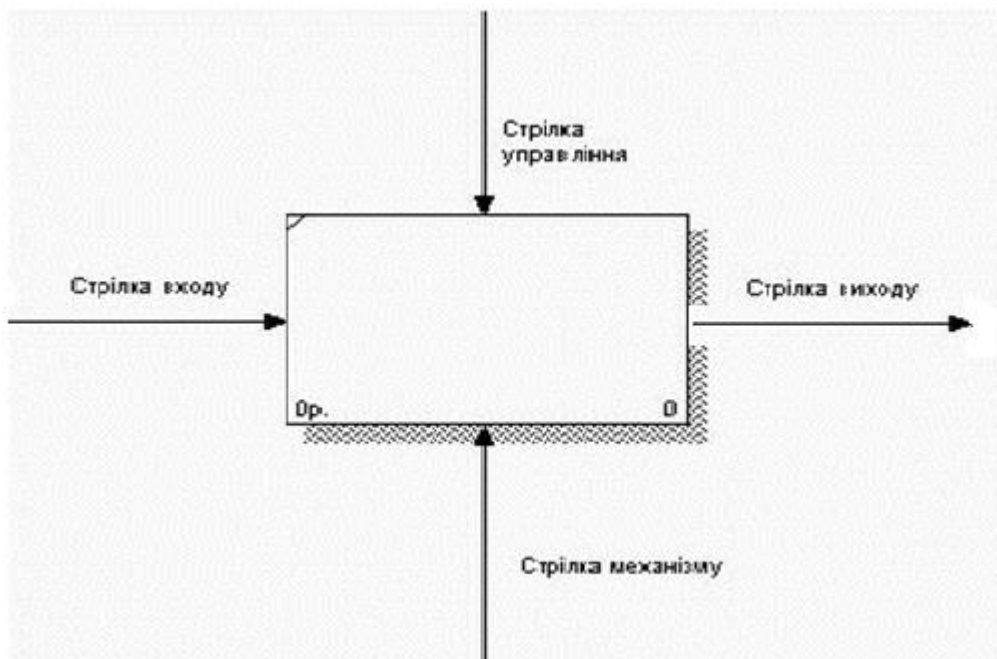 Стрілка
управління
Стрілка входу
Стрілка виходу
0р.
0
Стрілка механізму